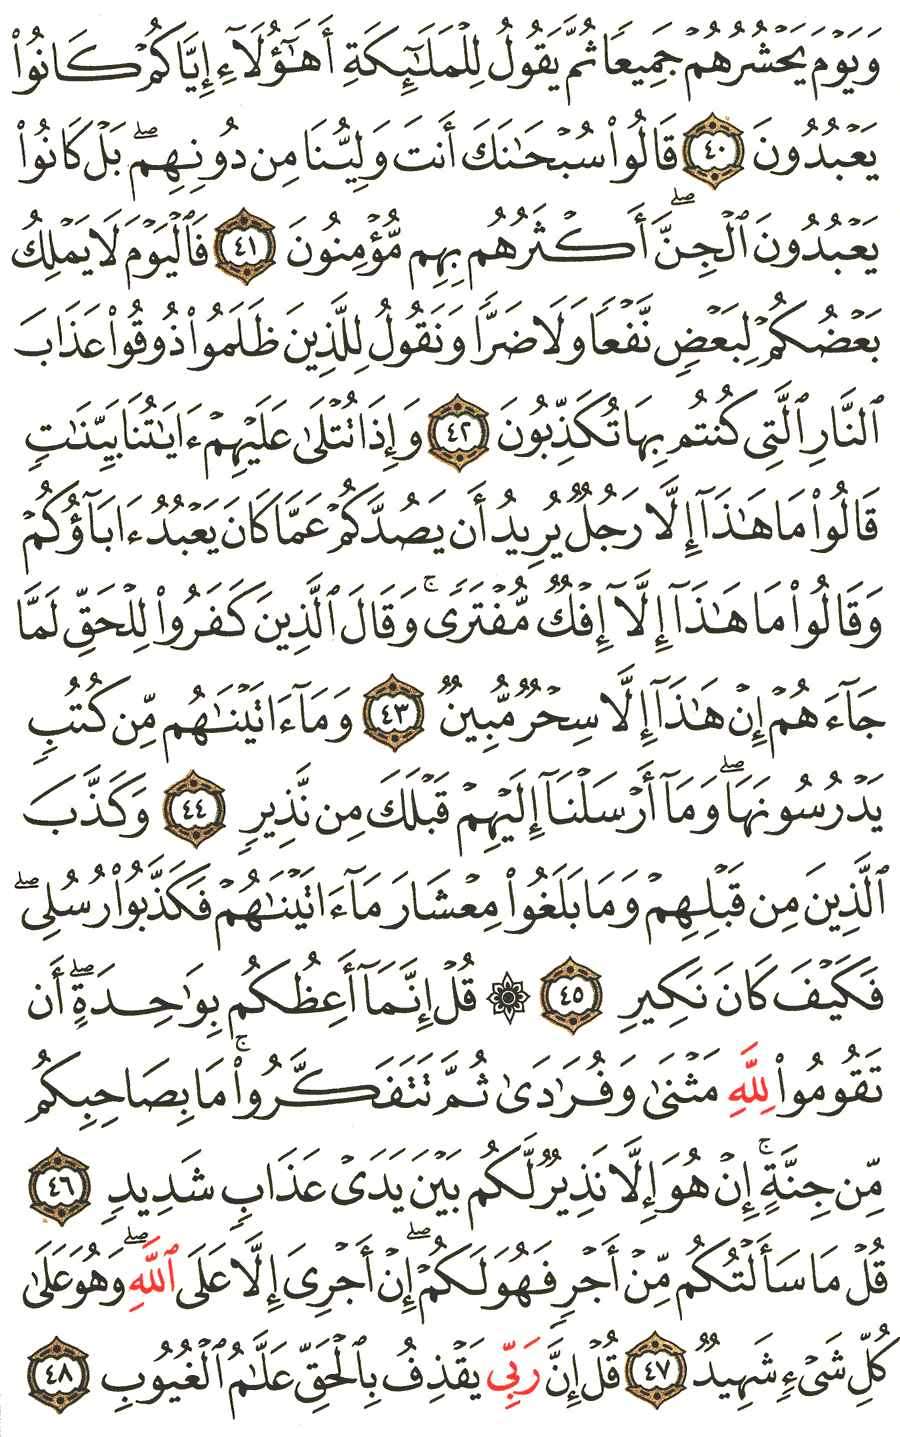 وَيَوْمَ يَحْشُرُهُمْ جَمِيعًا ثُمَّ يَقُولُ لِلْمَلَٰٓئِكَةِ أَهَٰٓؤُلَآءِ إِيَّاكُمْ كَانُوا۟
يَعْبُدُونَ ٤٠ قَالُوا۟ سُبْحَٰنَكَ أَنتَ وَلِيُّنَا مِن دُونِهِم ۖ بَلْ كَانُوا۟
يَعْبُدُونَ ٱلْجِنَّ ۖ أَكْثَرُهُم بِهِم مُّؤْمِنُونَ ٤١ فَٱلْيَوْمَ لَا يَمْلِكُ
بَعْضُكُمْ لِبَعْضٍ نَّفْعًا وَلَا ضَرًّا وَنَقُولُ لِلَّذِينَ ظَلَمُوا۟ ذُوقُوا۟ عَذَابَ
ٱلنَّارِ ٱلَّتِى كُنتُم بِهَا تُكَذِّبُونَ ٤٢ وَإِذَا تُتْلَىٰ عَلَيْهِمْ ءَايَٰتُنَا بَيِّنَٰتٍ
قَالُوا۟ مَا هَٰذَآ إِلَّا رَجُلٌ يُرِيدُ أَن يَصُدَّكُمْ عَمَّا كَانَ يَعْبُدُ ءَابَآؤُكُمْ
وَقَالُوا۟ مَا هَٰذَآ إِلَّآ إِفْكٌ مُّفْتَرًى ۚ وَقَالَ ٱلَّذِينَ كَفَرُوا۟ لِلْحَقِّ لَمَّا
جَآءَهُمْ إِنْ هَٰذَآ إِلَّا سِحْرٌ مُّبِينٌ ٤٣ وَمَآ ءَاتَيْنَٰهُم مِّن كُتُبٍ
يَدْرُسُونَهَا ۖ وَمَآ أَرْسَلْنَآ إِلَيْهِمْ قَبْلَكَ مِن نَّذِيرٍ ٤٤ وَكَذَّبَ
ٱلَّذِينَ مِن قَبْلِهِمْ وَمَا بَلَغُوا۟ مِعْشَارَ مَآ ءَاتَيْنَٰهُمْ فَكَذَّبُوا۟ رُسُلِى ۖ
فَكَيْفَ كَانَ نَكِيرِ ٤٥ ۞ قُلْ إِنَّمَآ أَعِظُكُم بِوَٰحِدَةٍ ۖ أَن
تَقُومُوا۟ لِلَّهِ مَثْنَىٰ وَفُرَٰدَىٰ ثُمَّ تَتَفَكَّرُوا۟ ۚ مَا بِصَاحِبِكُم
مِّن جِنَّةٍ ۚ إِنْ هُوَ إِلَّا نَذِيرٌ لَّكُم بَيْنَ يَدَىْ عَذَابٍ شَدِيدٍ ٤٦
قُلْ مَا سَأَلْتُكُم مِّنْ أَجْرٍ فَهُوَ لَكُمْ ۖ إِنْ أَجْرِىَ إِلَّا عَلَى ٱللَّهِ ۖ وَهُوَ عَلَىٰ
كُلِّ شَىْءٍ شَهِيدٌ ٤٧ قُلْ إِنَّ رَبِّى يَقْذِفُ بِٱلْحَقِّ عَلَّٰمُ ٱلْغُيُوبِ ٤٨